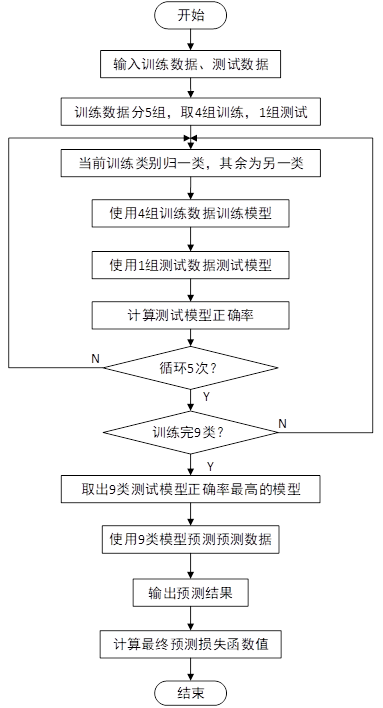 开始
输入训练数据、测试数据
训练数据分5组，取4组训练，1组测试
当前训练类别归一类，其余为另一类
使用4组训练数据训练模型
使用1组测试数据测试模型
计算测试模型正确率
循环5次？
N
Y
训练完9类？
N
Y
取出9类测试模型正确率最高的模型
使用9类模型预测预测数据
输出预测结果
计算最终预测损失函数值
结束